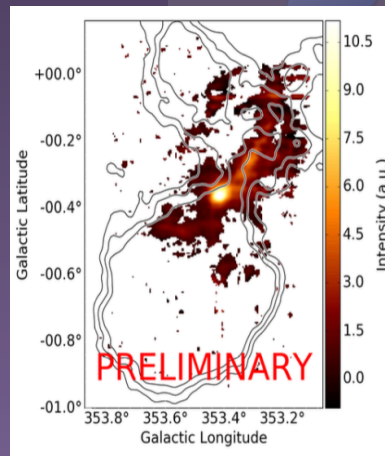 +00.0°
-00.2°
-00.4°
-00.6°
-00.8°
-01.0°
Galactic Latitude
353.8° 353.6° 353.4° 353.2°
Galactic Longitude
PRELIMINARY
10.5
9.0
7.5
6.0
4.5
3.0
1.5
0.0
Intensity (a.u.)